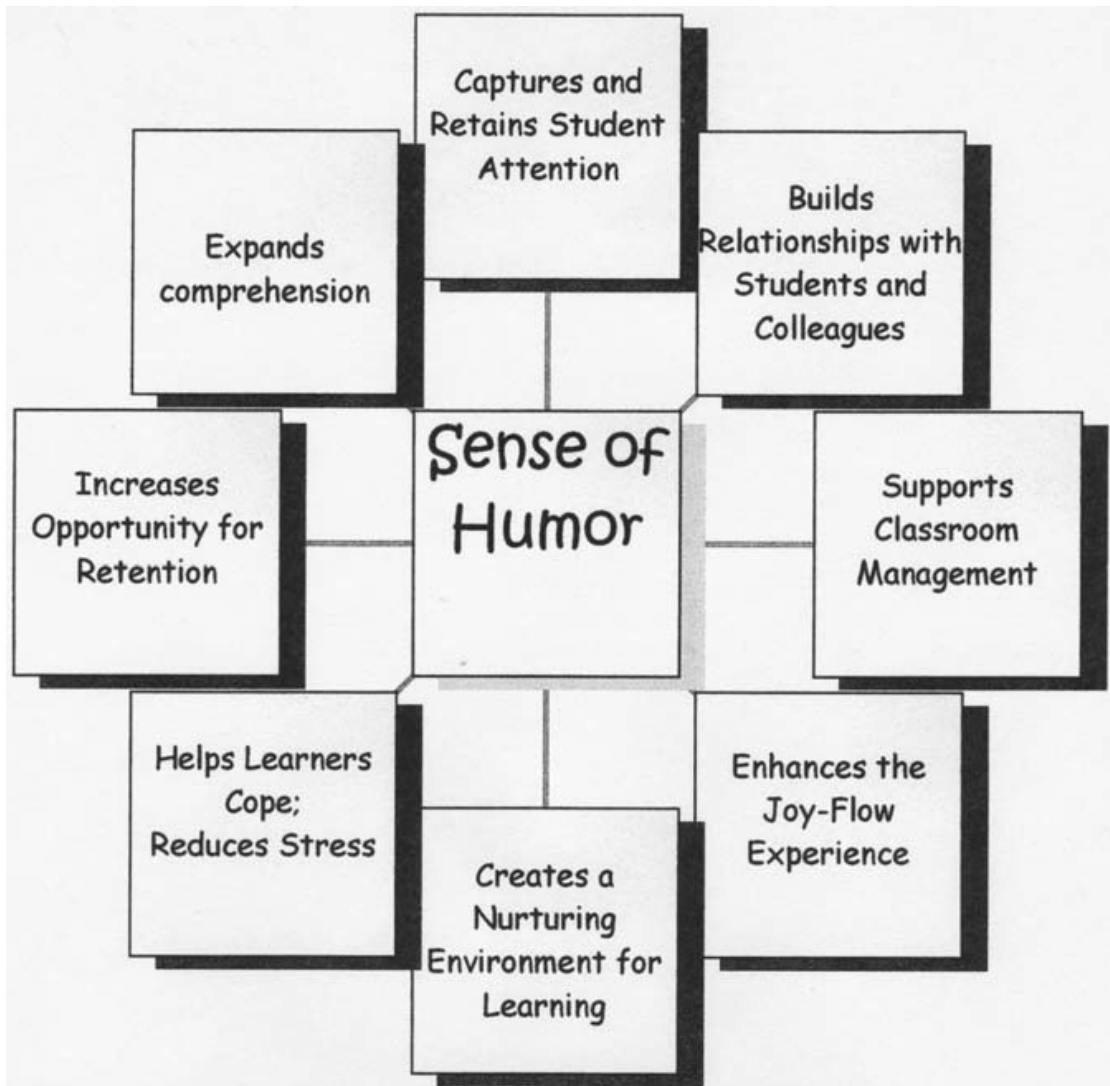 Captures and
Retains Student
Attention
Builds
Relationships with
Students and
Colleagues
Expands
comprehension
Sense of
Humor
Increases
Opportunity for
Retention
Supports
Classroom
Management
Helps Learners
Cope;
Reduces Stress
Enhances the
Joy-Flow
Experience
Creates a
Nurturing
Environment for
Learning